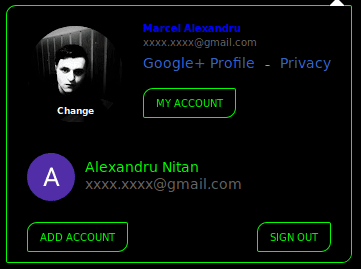 Marcel Alexandru
xxxx.xxxx@gmail.com
Google+ Profile - Privacy
Change
MY ACCOUNT
A
Alexandru Nitan
xxxx.xxxx@gmail.com
ADD ACCOUNT
SIGN OUT